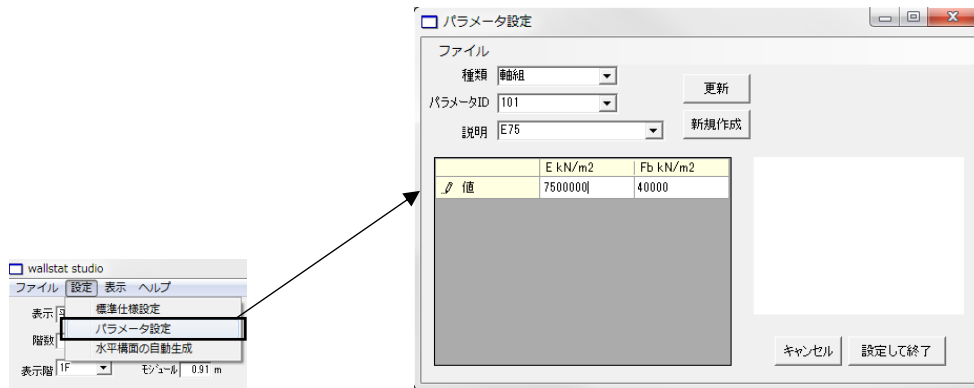 パラメータ設定
ファイル
種類 軸組
更新
パラメータID 101
新規作成
説明 E75
E kN/m2 Fb kN/m2
値 7500000 40000
キャンセル 設定して終了
wallstat studio
ファイル 設定 表示 ヘルプ
標準仕様設定
表示
パラメータ設定
階数
水平構面の自動生成
表示階 1F モジュール 0.91 m